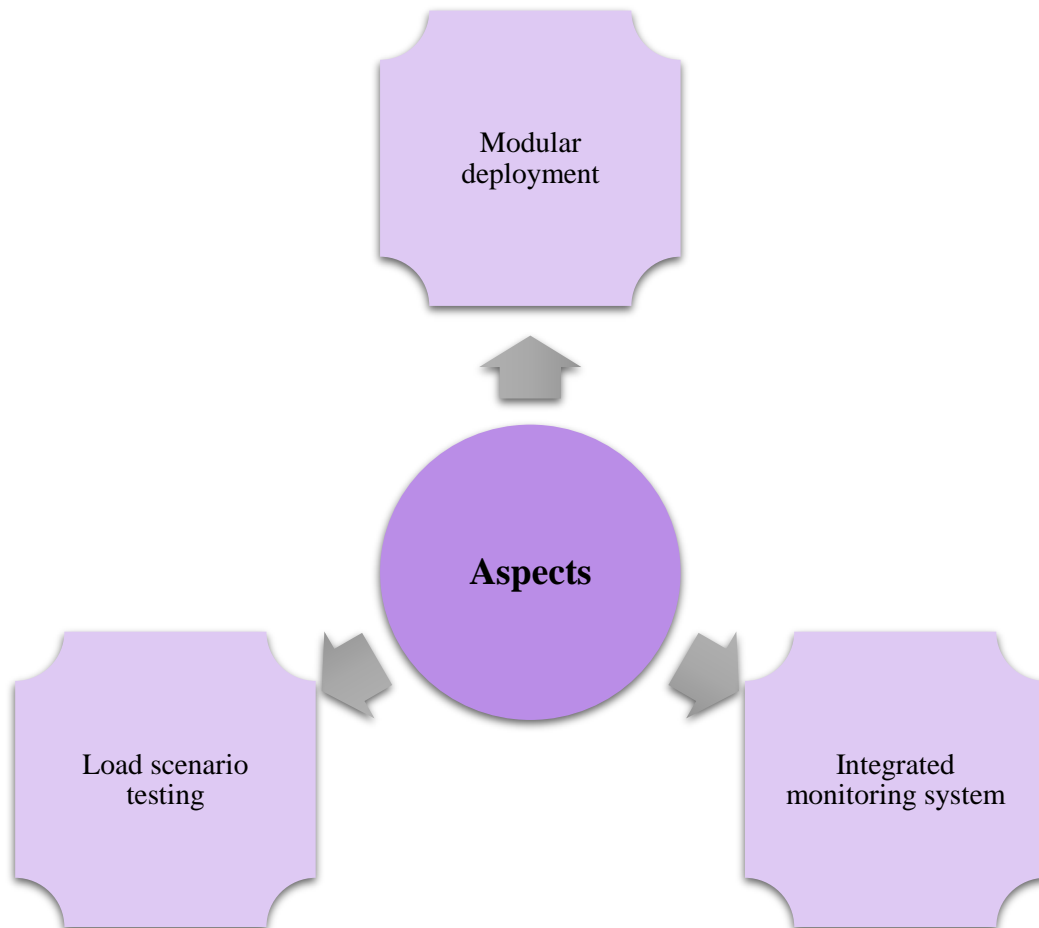 Modular
deployment
Aspects
Load scenario
testing
Integrated
monitoring system